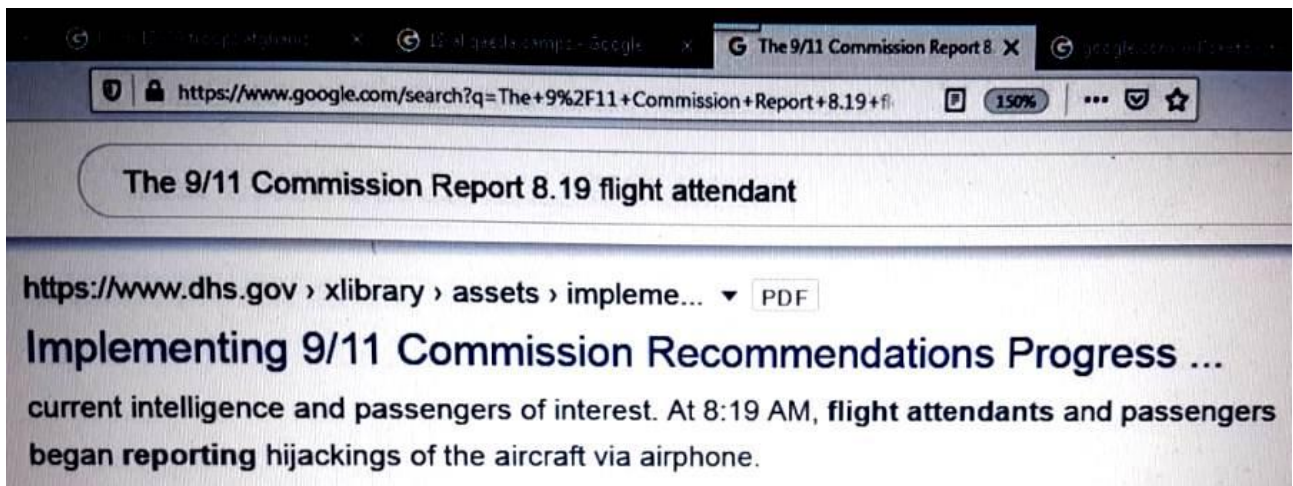 The 9/11 Commission Report 8 X
https://www.google.com/search?q=The+9%2F11+Commission+Report+8.19+fl
150%
The 9/11 Commission Report 8.19 flight attendant
https://www.dhs.gov › xlibrary › assets › impleme... ▼ PDF
Implementing 9/11 Commission Recommendations Progress ...
current intelligence and passengers of interest. At 8:19 AM, flight attendants and passengers
began reporting hijackings of the aircraft via airphone.